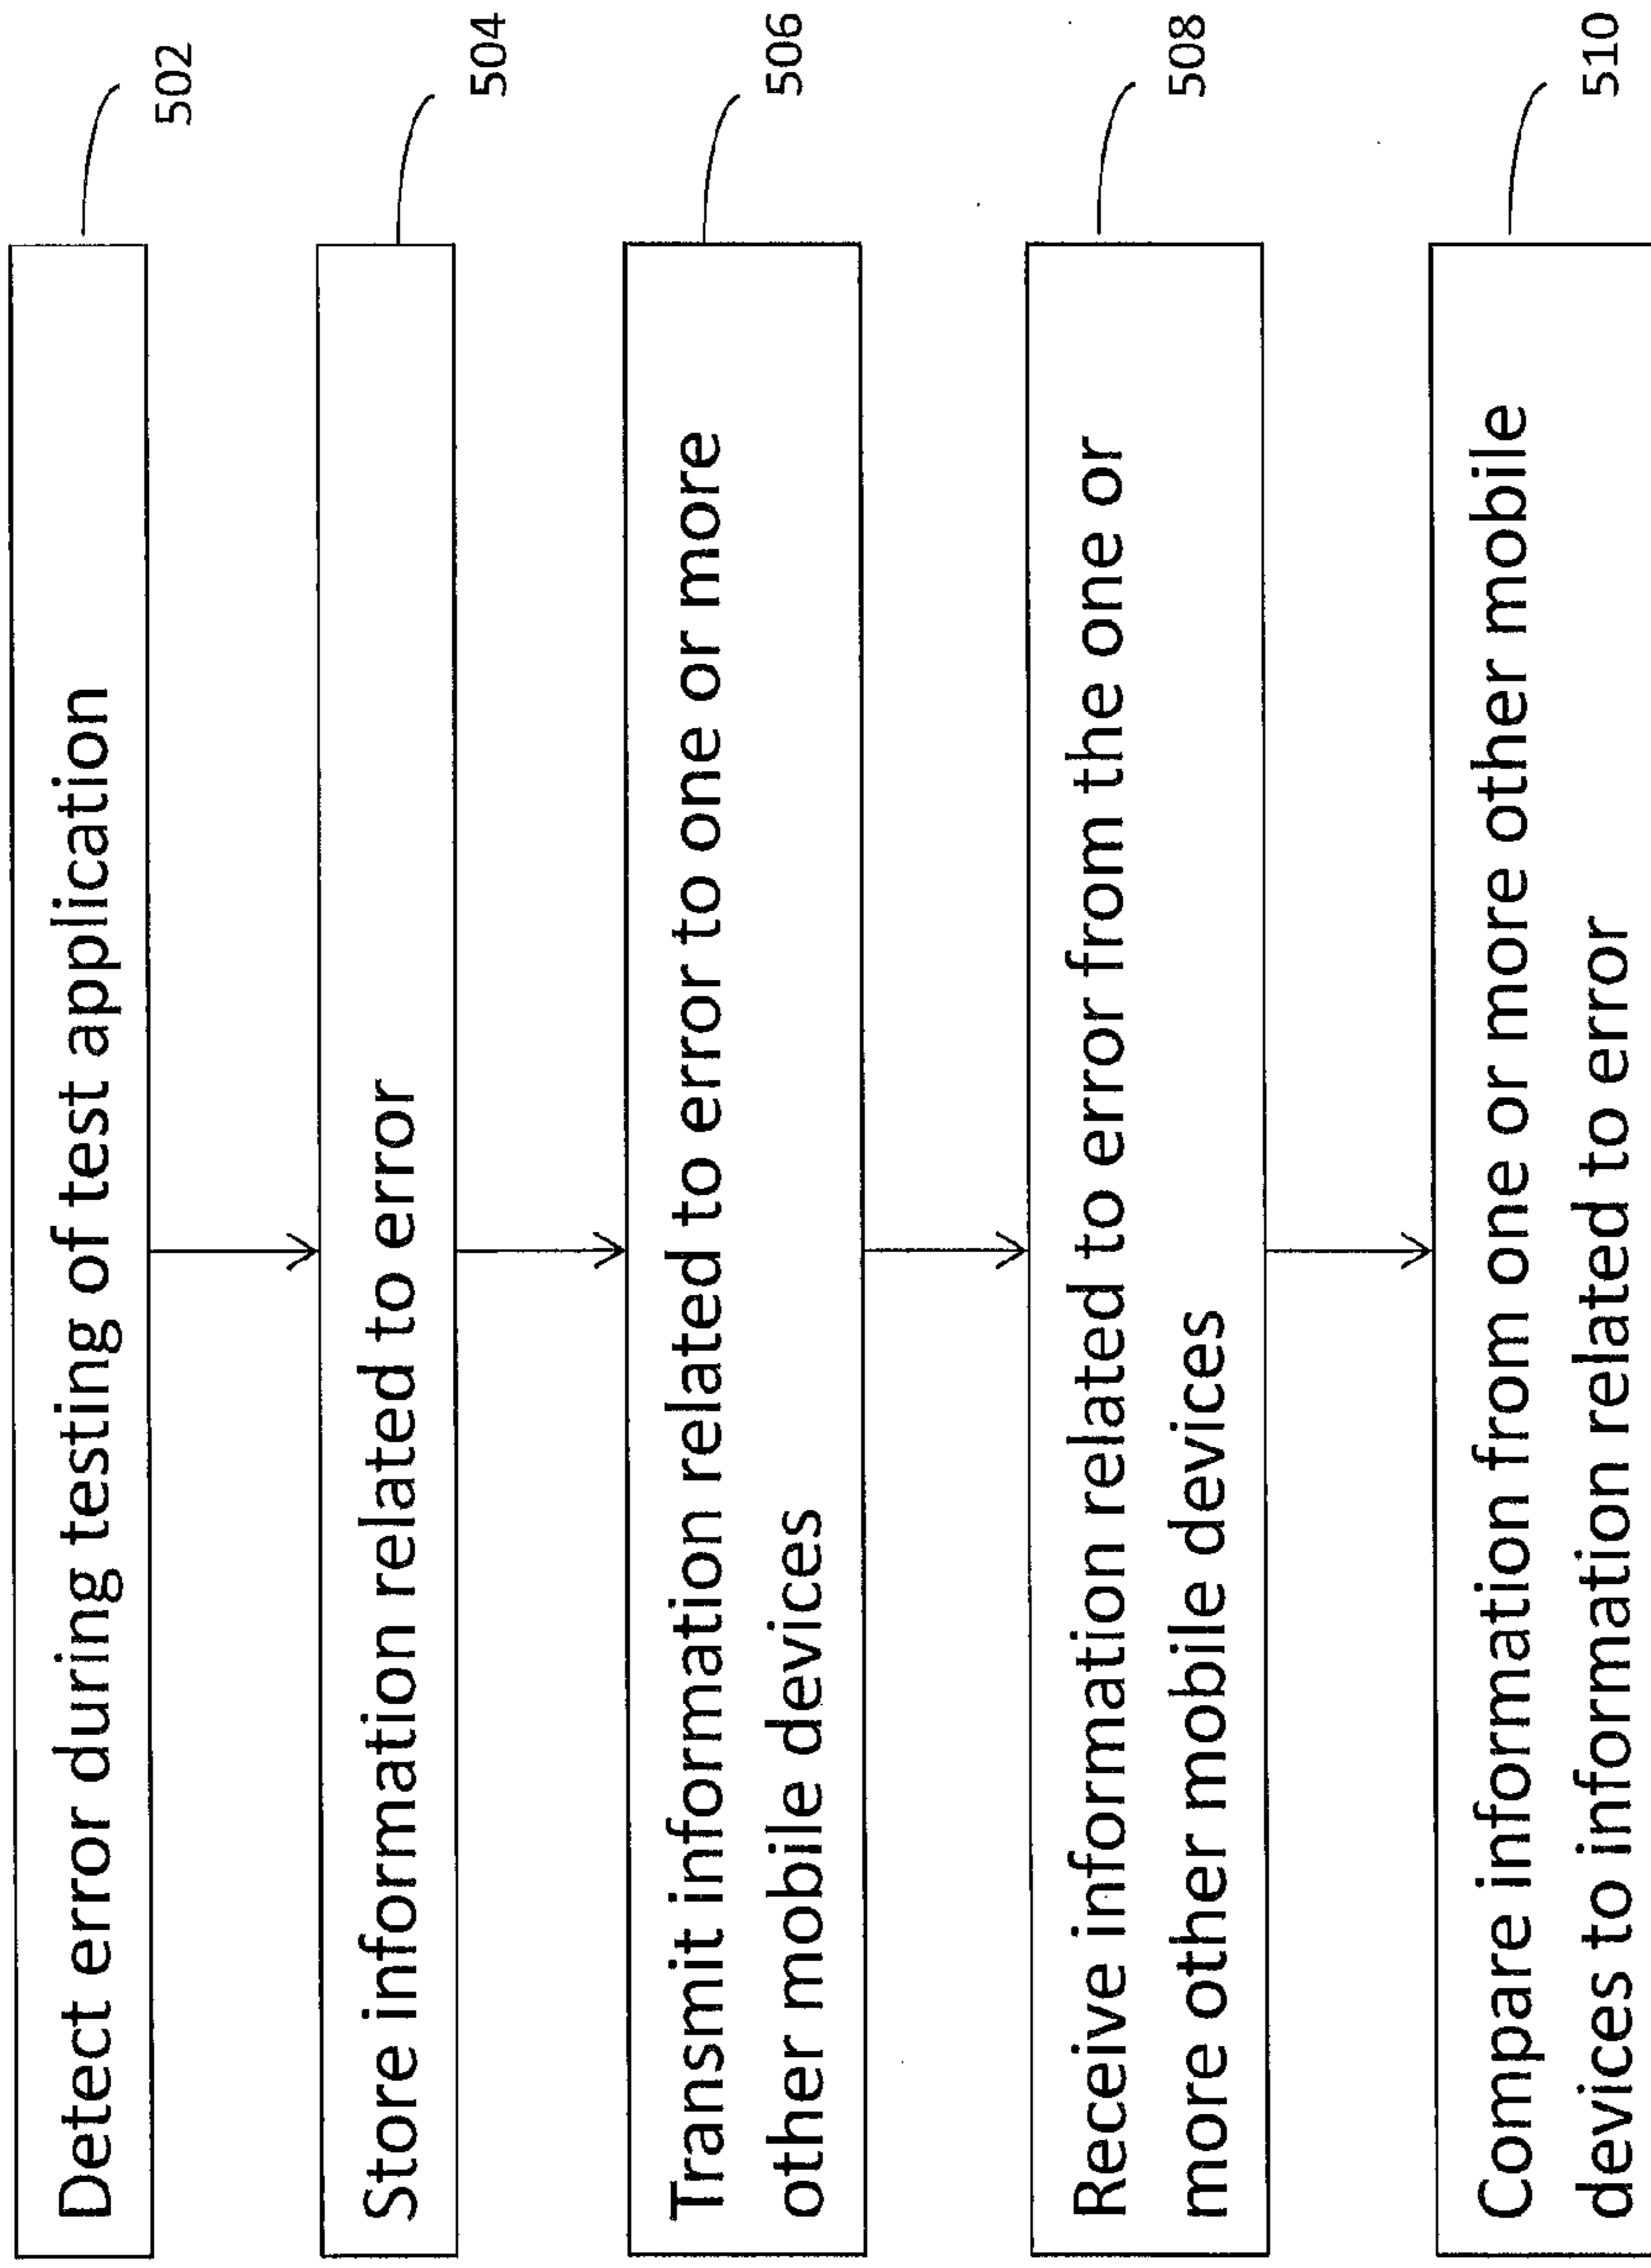 Detect error during testing of test application
502
Store information related to error
504
Transmit information related to error to one or more
other mobile devices
506
Receive information related to error from the one or
more other mobile devices
508
Compare information from one or more other mobile
devices to information related to error
510